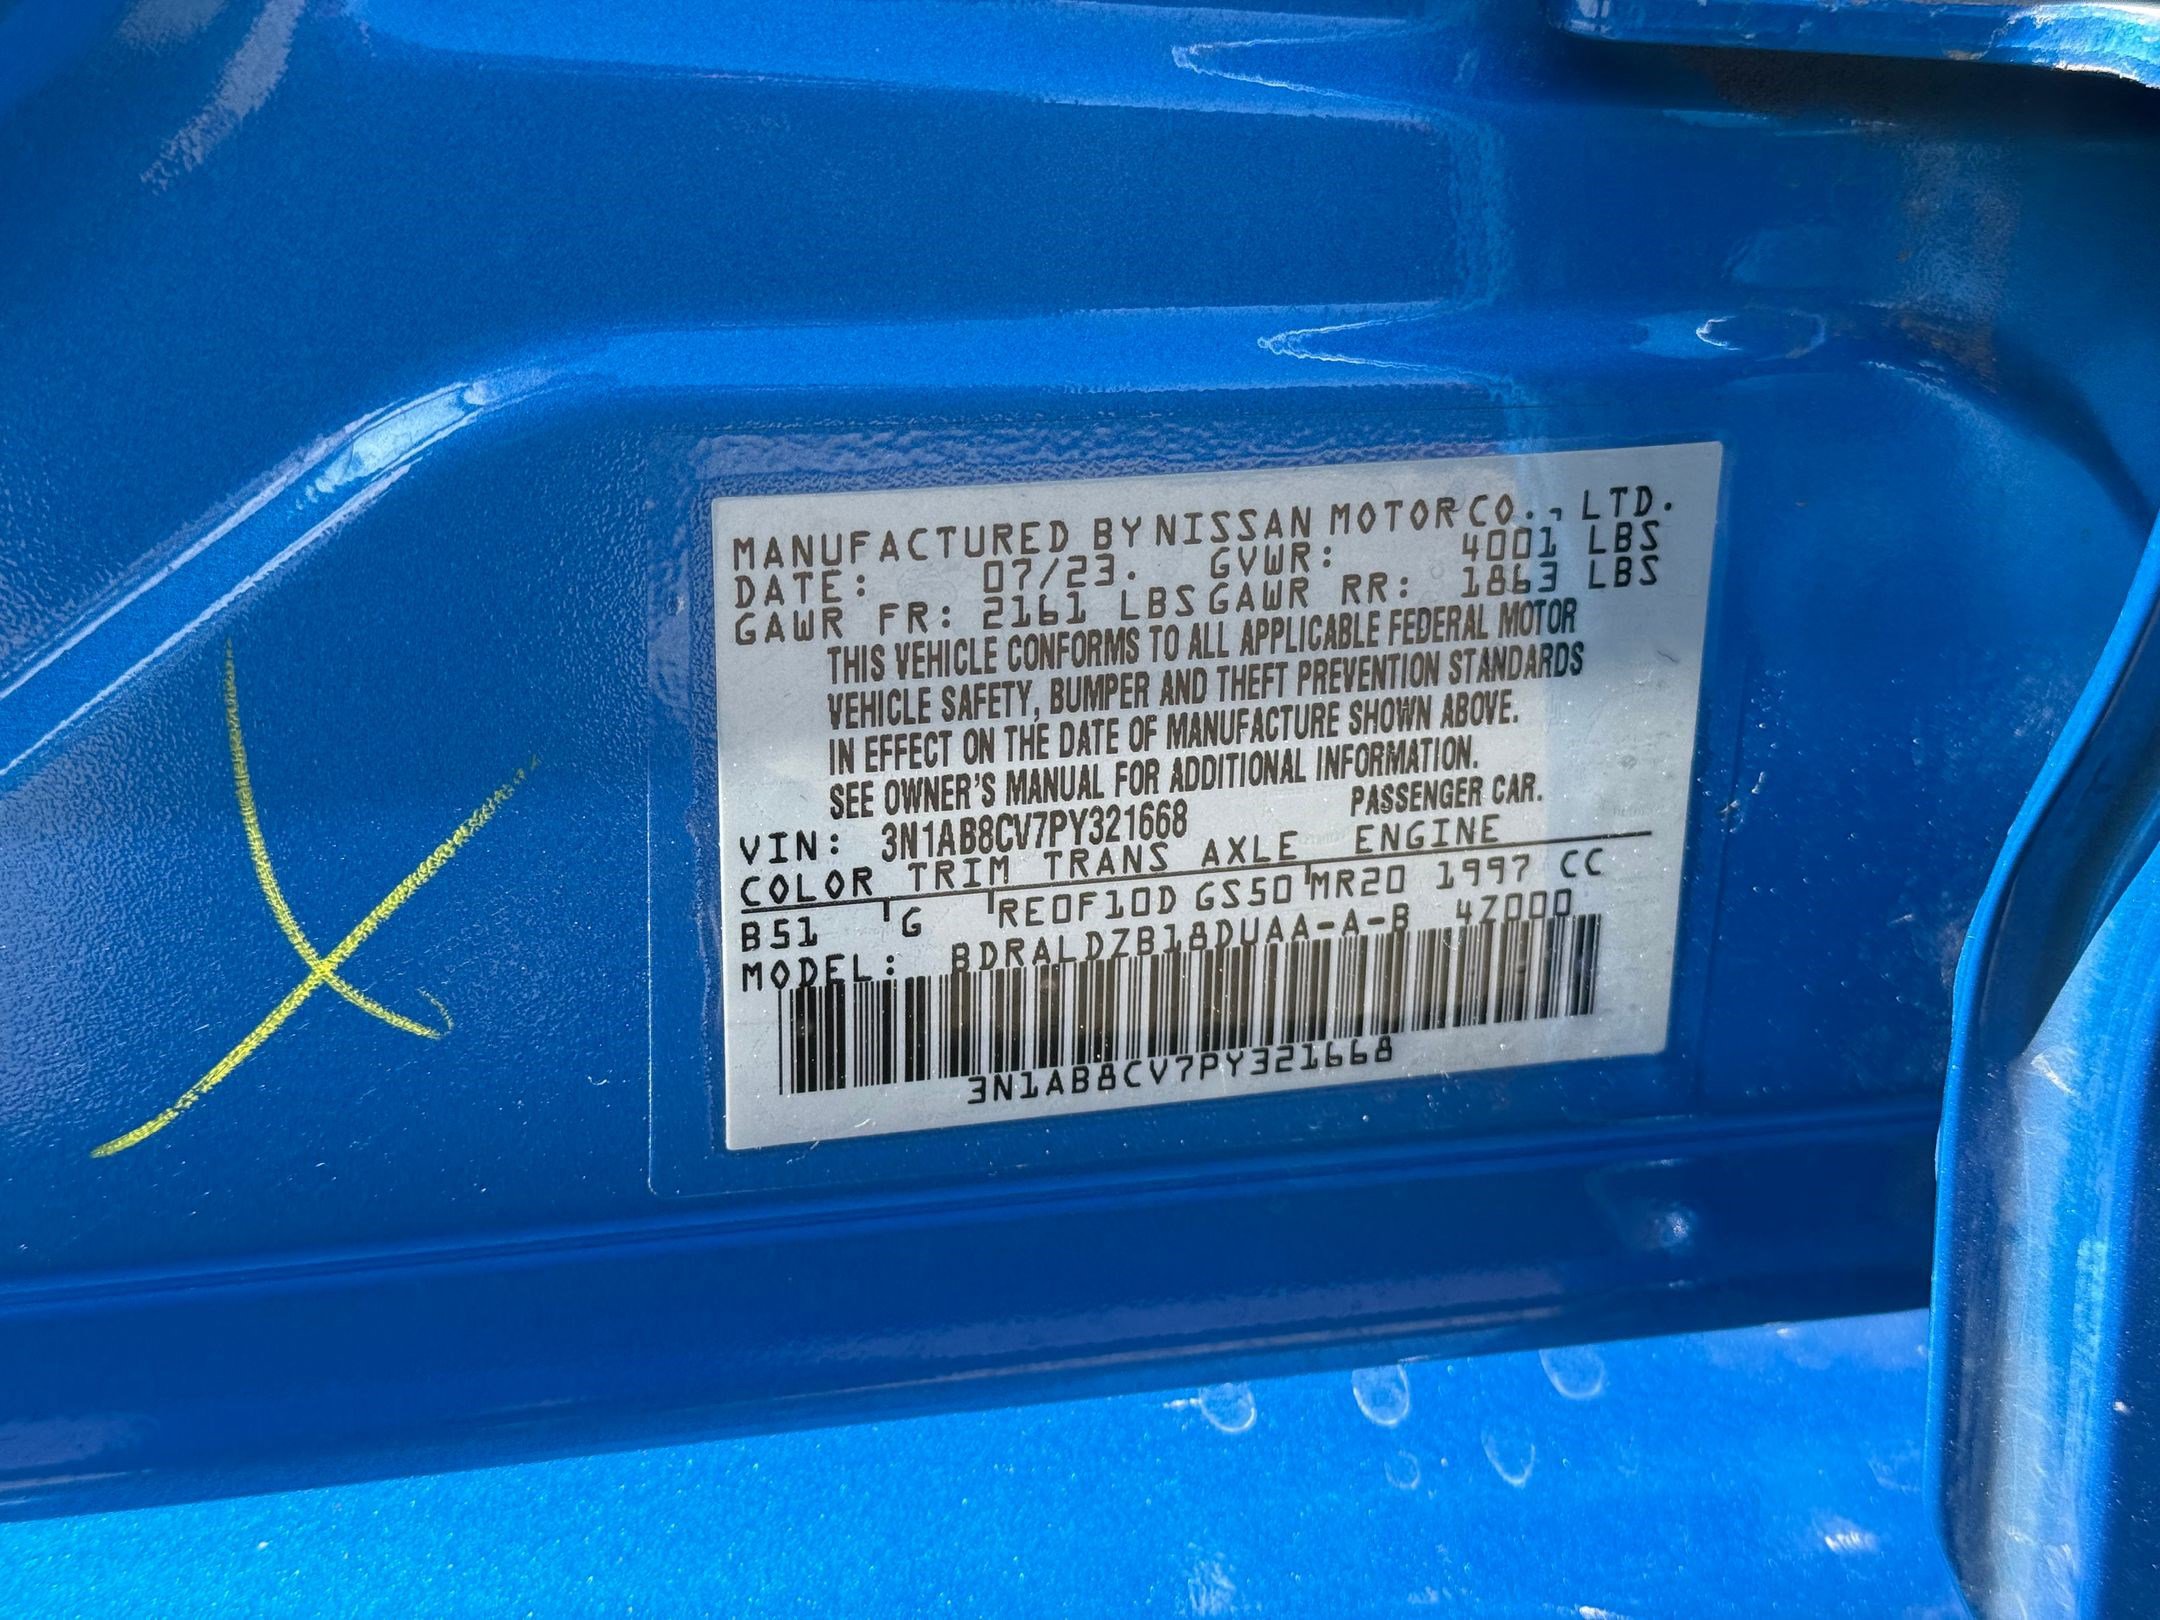 MANUFACTURED BY NISSAN MOTOR CO., LTD.
DATE: 07/23. GVWR: 4001 LBS
GAWR FR: 2161 LBS GAWR RR: 1863 LBS
THIS VEHICLE CONFORMS TO ALL APPLICABLE FEDERAL MOTOR
VEHICLE SAFETY, BUMPER AND THEFT PREVENTION STANDARDS
IN EFFECT ON THE DATE OF MANUFACTURE SHOWN ABOVE.
SEE OWNER'S MANUAL FOR ADDITIONAL INFORMATION.
VIN: 3N1AB8CV7PY321668 PASSENGER CAR.
COLOR TRIM TRANS AXLE ENGINE
B51 G RE0F10D GS50 MR20 1997 CC
MODEL: BDRALDZB18DUAA-A-B 4Z000
3N1AB8CV7PY321668